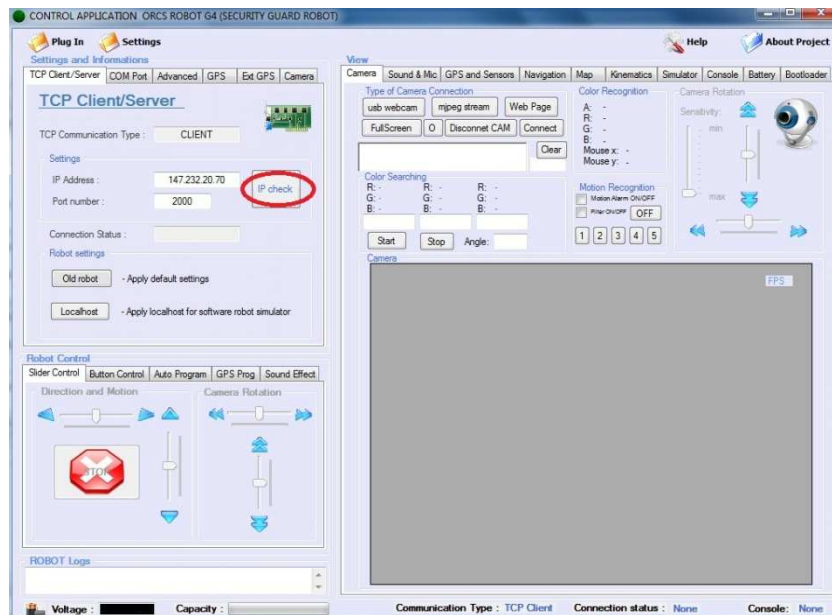 CONTROL APPLICATION ORCS ROBOT G4 (SECURITY GUARD ROBOT)
Plug In Settings Help About Project
Settings and Informations
TCP Client/Server COM Port Advanced GPS Ext GPS Camera
TCP Client/Server
TCP Communication Type : CLIENT
Settings
IP Address : 147.232.20.70
IP check
Port number : 2000
Connection Status :
Robot settings
Old robot - Apply default settings
Localhost - Apply localhost for software robot simulator
Robot Control
Slider Control Button Control Auto Program GPS Prog Sound Effect
Direction and Motion Camera Rotation
STOP
ROBOT Logs
Voltage : Capacity :
View
Camera Sound & Mic GPS and Sensors Navigation Map Kinematics Simulator Console Battery Bootloader
Type of Camera Connection
usb webcam mjpeg stream Web Page
FullScreen O Disconnet CAM Connect
Clear
Color Recognition
A: -
R: -
G: -
B: -
Mouse x: -
Mouse y: -
Camera Rotation
Sensitivity:
min
max
Color Searching
R: - R: - R: -
G: - G: - G: -
B: - B: - B: -
Start Stop Angle:
Motion Recognition
Motion Alarm ON/OFF
Filter ON/OFF OFF
1 2 3 4 5
Camera
FPS
Communication Type : TCP Client Connection status : None Console: None